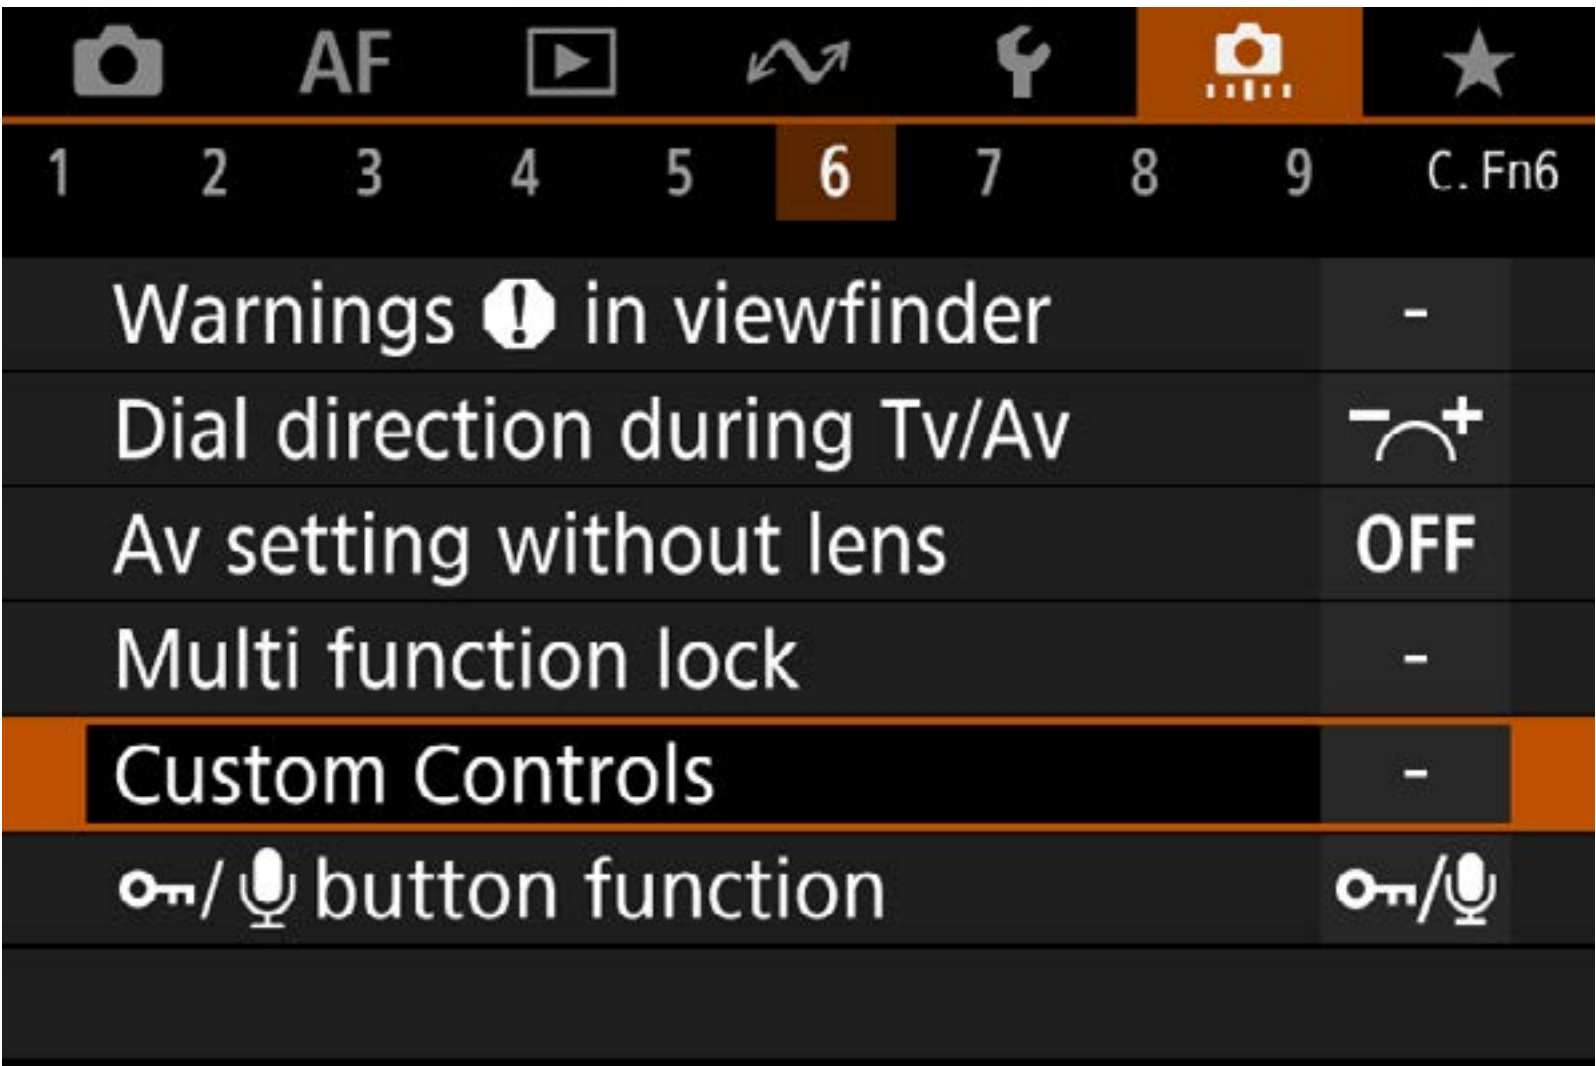 AF
1 2 3 4 5 6 7 8 9 C.Fn6
Warnings in viewfinder -
Dial direction during Tv/Av -+
Av setting without lens OFF
Multi function lock -
Custom Controls -
/ button function /